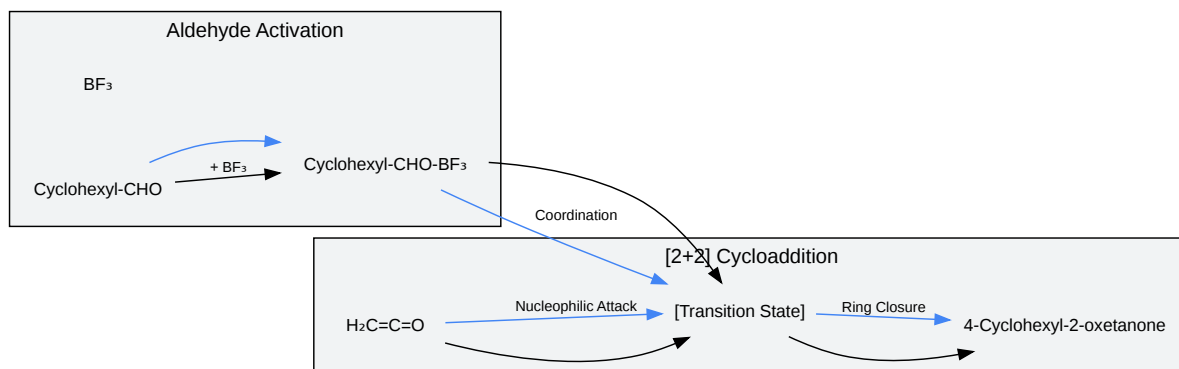 Aldehyde Activation
BF₃
Cyclohexyl-CHO
+ BF₃
Cyclohexyl-CHO-BF₃
Coordination
[2+2] Cycloaddition
H₂C=C=O
Nucleophilic Attack
[Transition State]
Ring Closure
4-Cyclohexyl-2-oxetanone